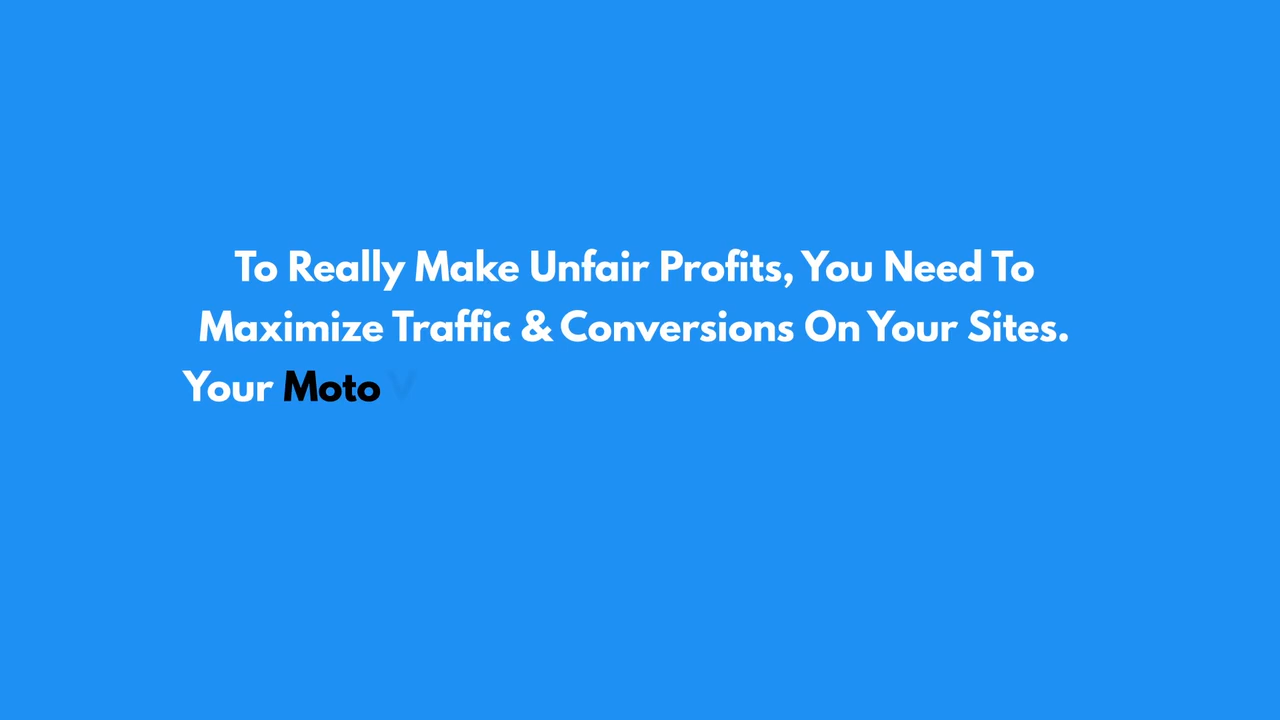 To Really Make Unfair Profits, You Need To
Maximize Traffic & Conversions On Your Sites.
Your Moto V